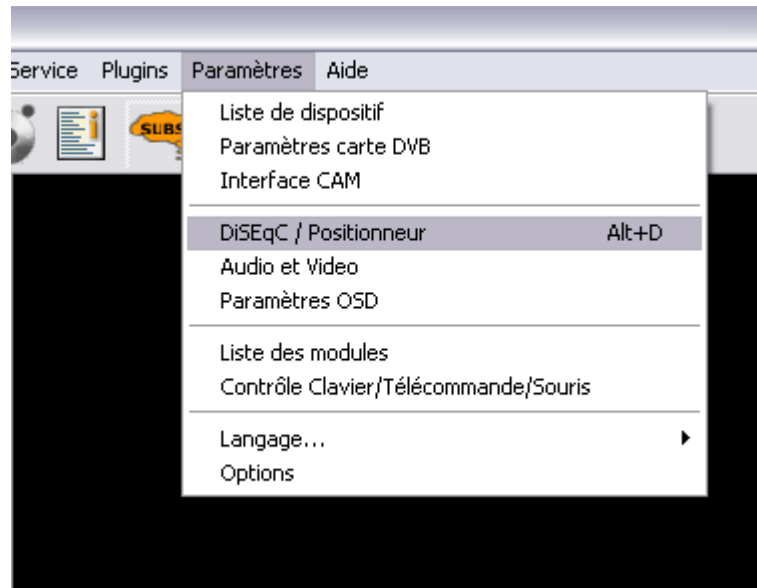 Service Plugins Paramètres Aide
SUBS
Liste de dispositif
Paramètres carte DVB
Interface CAM
DiSEqC / Positionneur Alt+D
Audio et Video
Paramètres OSD
Liste des modules
Contrôle Clavier/Télécommande/Souris
Langage...
Options